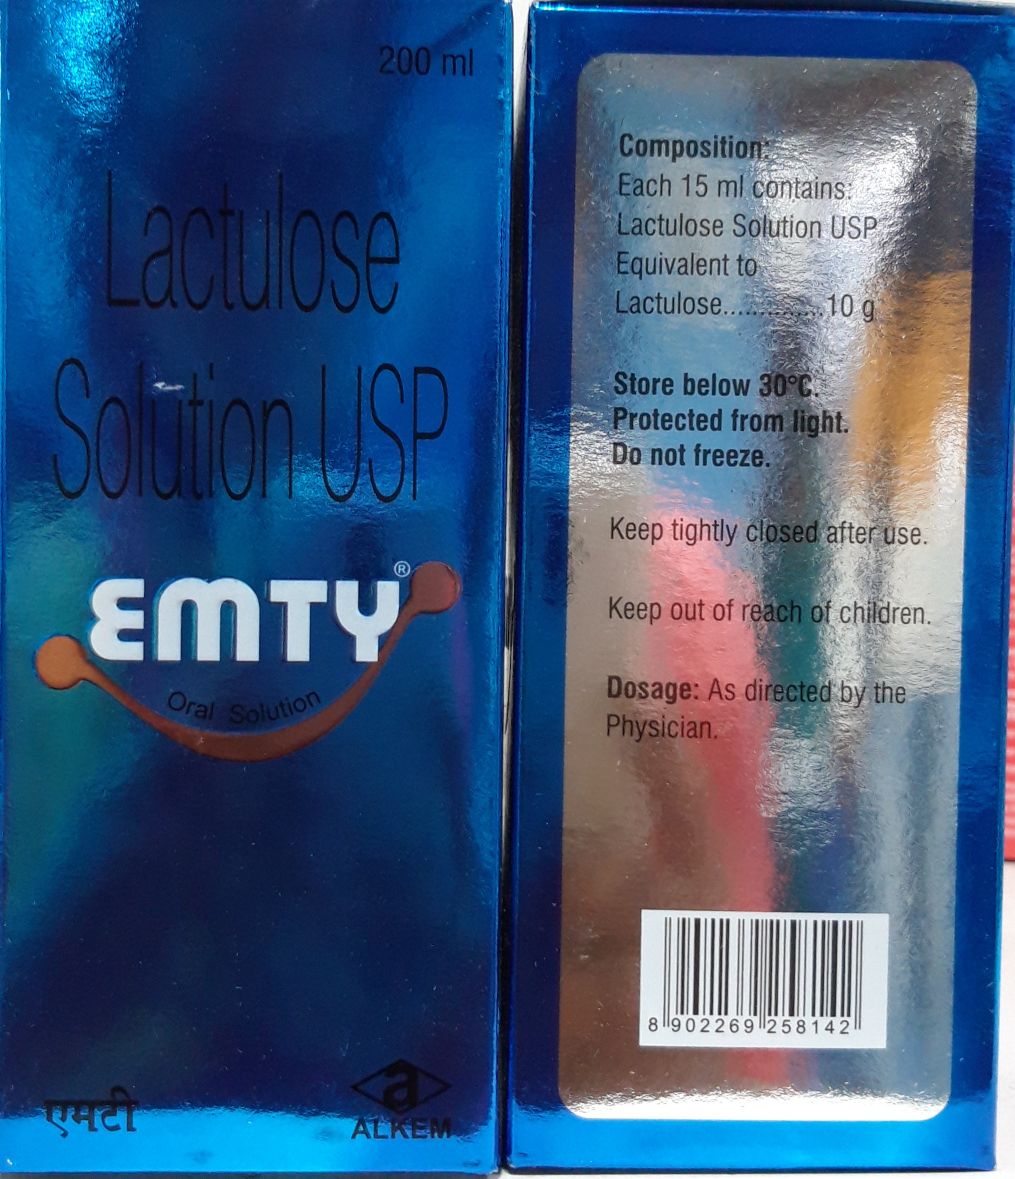 200 ml
Lactulose
Solution USP
EMTY®
Oral Solution
एमटी
a
ALKEM
Composition:
Each 15 ml contains:
Lactulose Solution USP
Equivalent to
Lactulose..............10 g
Store below 30°C.
Protected from light.
Do not freeze.
Keep tightly closed after use.
Keep out of reach of children.
Dosage: As directed by the
Physician.
8 902269 258142